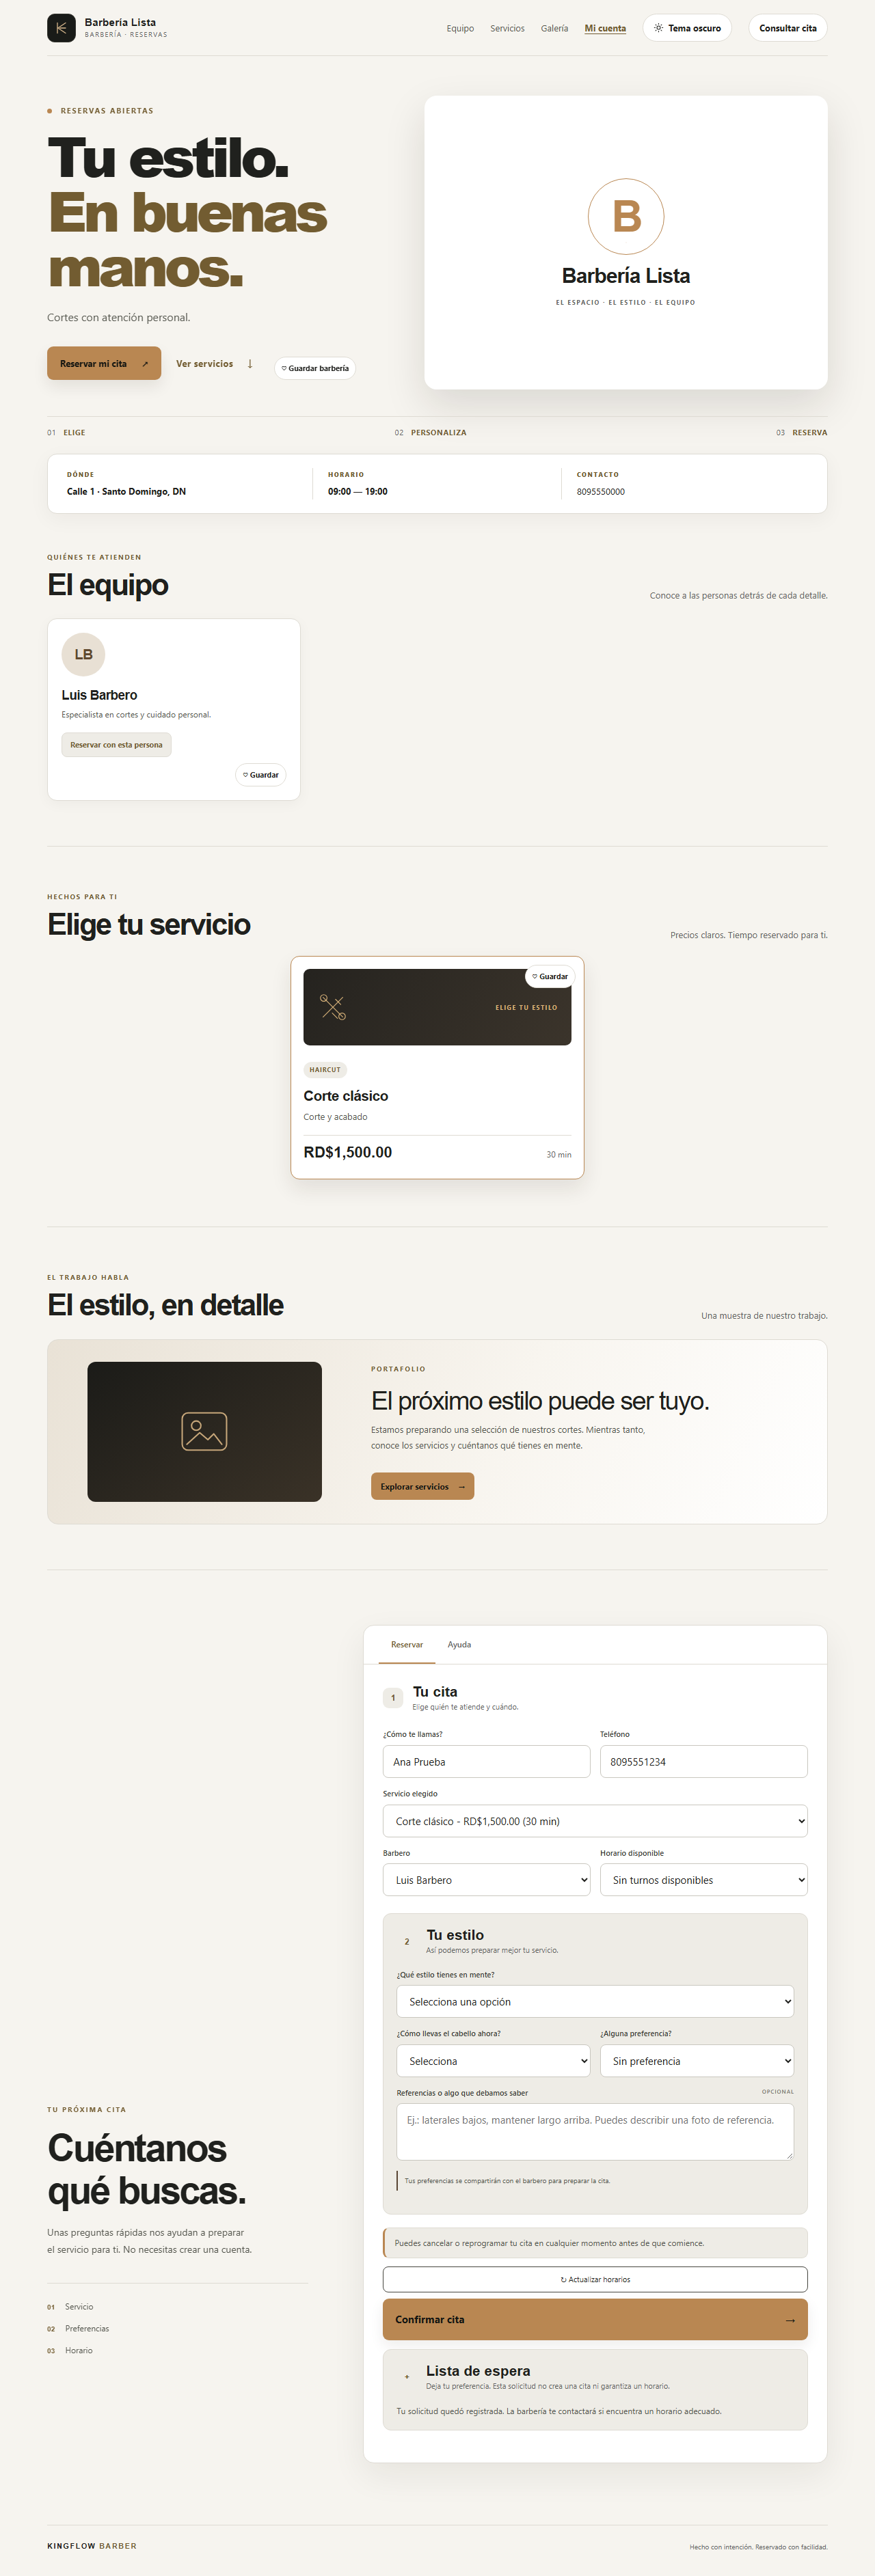 Barbería Lista
BARBERÍA · RESERVAS
Equipo
Servicios
Galería
Mi cuenta
Tema oscuro
Consultar cita
RESERVAS ABIERTAS
Tu estilo.
En buenas
manos.
Cortes con atención personal.
Reservar mi cita ↗
Ver servicios ↓
♡ Guardar barbería
B
Barbería Lista
EL ESPACIO · EL ESTILO · EL EQUIPO
01 ELIGE
02 PERSONALIZA
03 RESERVA
DÓNDE
Calle 1 · Santo Domingo, DN
HORARIO
09:00 — 19:00
CONTACTO
8095550000
QUIÉNES TE ATIENDEN
El equipo
Conoce a las personas detrás de cada detalle.
LB
Luis Barbero
Especialista en cortes y cuidado personal.
Reservar con esta persona
♡ Guardar
HECHOS PARA TI
Elige tu servicio
Precios claros. Tiempo reservado para ti.
♡ Guardar
ELIGE TU ESTILO
HAIRCUT
Corte clásico
Corte y acabado
RD$1,500.00
30 min
EL TRABAJO HABLA
El estilo, en detalle
Una muestra de nuestro trabajo.
PORTAFOLIO
El próximo estilo puede ser tuyo.
Estamos preparando una selección de nuestros cortes. Mientras tanto,
conoce los servicios y cuéntanos qué tienes en mente.
Explorar servicios →
TU PRÓXIMA CITA
Cuéntanos
qué buscas.
Unas preguntas rápidas nos ayudan a preparar
el servicio para ti. No necesitas crear una cuenta.
01 Servicio
02 Preferencias
03 Horario
Reservar
Ayuda
1
Tu cita
Elige quién te atiende y cuándo.
¿Cómo te llamas?
Teléfono
Ana Prueba
8095551234
Servicio elegido
Corte clásico - RD$1,500.00 (30 min)
Barbero
Horario disponible
Luis Barbero
Sin turnos disponibles
2
Tu estilo
Así podemos preparar mejor tu servicio.
¿Qué estilo tienes en mente?
Selecciona una opción
¿Cómo llevas el cabello ahora?
¿Alguna preferencia?
Selecciona
Sin preferencia
Referencias o algo que debamos saber
OPCIONAL
Ej.: laterales bajos, mantener largo arriba. Puedes describir una foto de referencia.
Tus preferencias se compartirán con el barbero para preparar la cita.
Puedes cancelar o reprogramar tu cita en cualquier momento antes de que comience.
↻ Actualizar horarios
Confirmar cita →
+
Lista de espera
Deja tu preferencia. Esta solicitud no crea una cita ni garantiza un horario.
Tu solicitud quedó registrada. La barbería te contactará si encuentra un horario adecuado.
KINGFLOW BARBER
Hecho con intención. Reservado con facilidad.